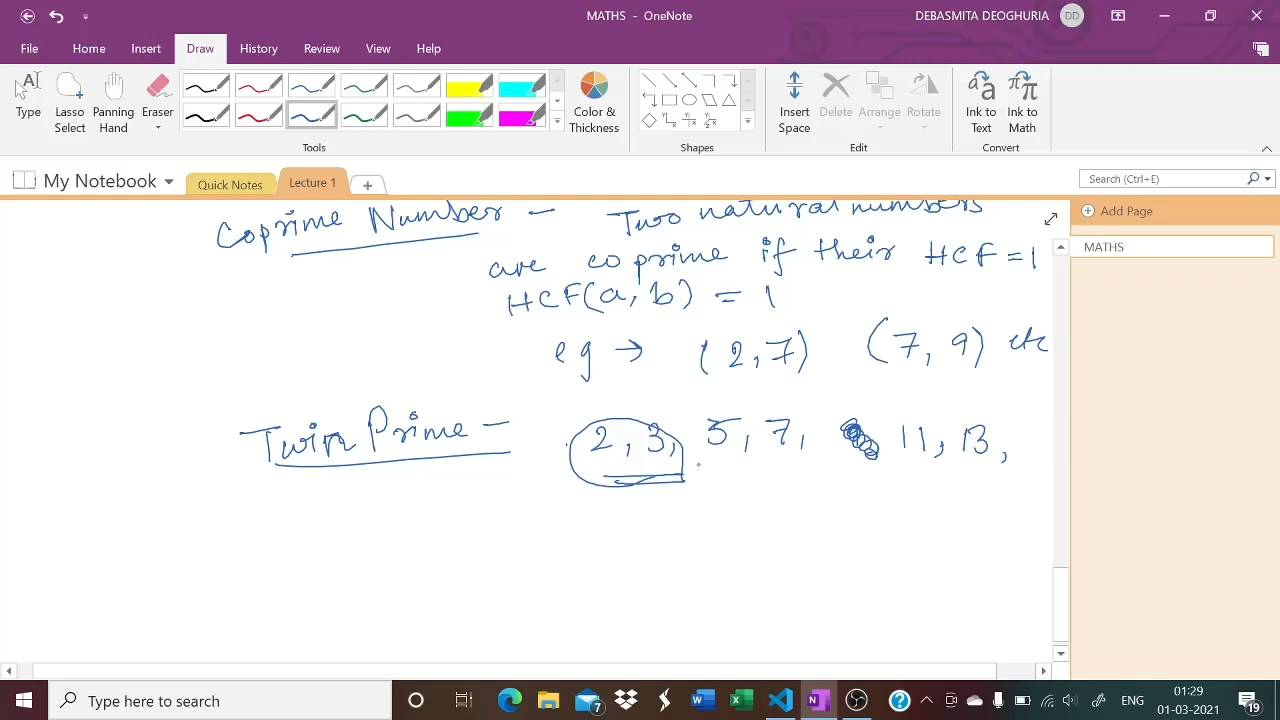 MATHS - OneNote
DEBASMITA DEOGHURIA DD
File Home Insert Draw History Review View Help
Type Lasso Select Panning Hand Eraser
Color & Thickness
Insert Space Delete Arrange Rotate
Ink to Text Ink to Math
Tools Shapes Edit Convert
My Notebook Quick Notes Lecture 1 Search (Ctrl+E)
Add Page
MATHS
Coprime Number - Two natural numbers
are coprime if their HCF = 1
HCF(a, b) = 1
eg → (2, 7) (7, 9) etc
Twin Prime - 2, 3, 5, 7, 11, 13,
Type here to search
7
ENG
01:29
01-03-2021
19